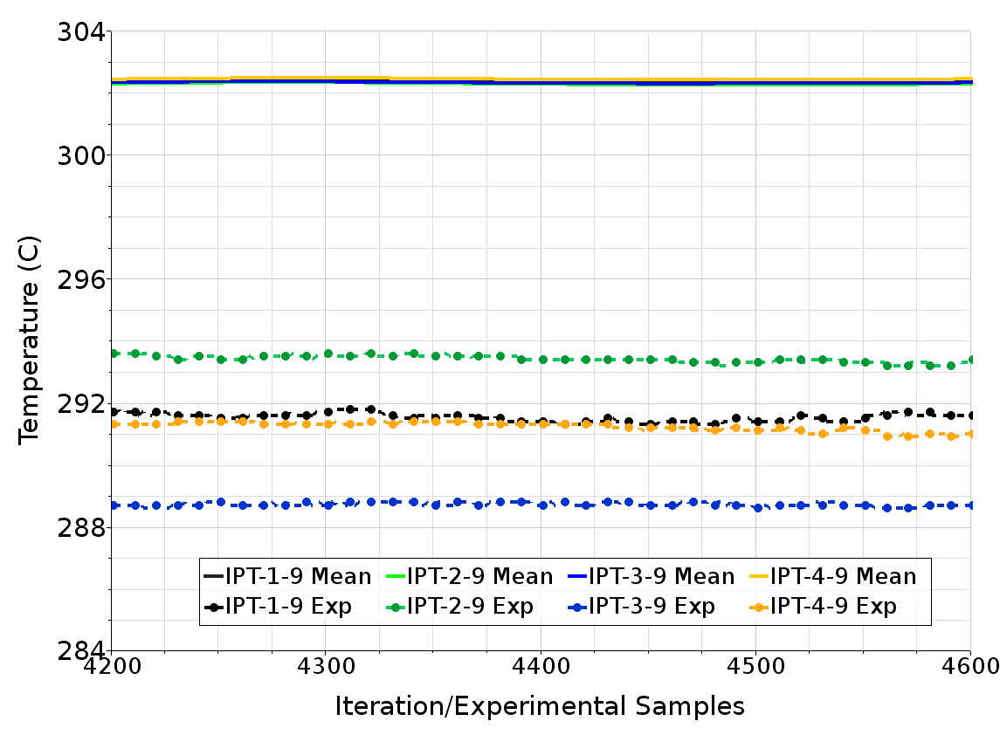 304
300
296
292
288
284
Temperature (C)
IPT-1-9 Mean IPT-2-9 Mean IPT-3-9 Mean IPT-4-9 Mean
IPT-1-9 Exp IPT-2-9 Exp IPT-3-9 Exp IPT-4-9 Exp
4200 4300 4400 4500 4600
Iteration/Experimental Samples